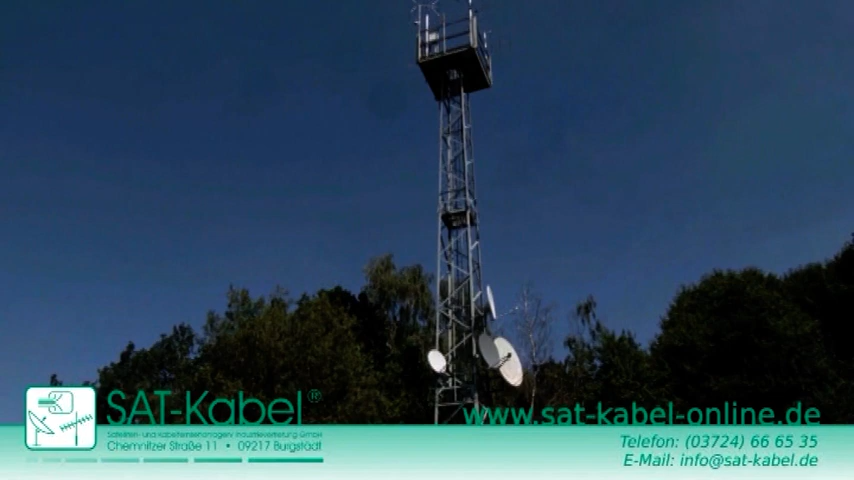 SAT-Kabel®
Satelliten- und Kabelfernsehanlagen/Industrievertretung GmbH
Chemnitzer Straße 11 • 09217 Burgstädt
www.sat-kabel-online.de
Telefon: (03724) 66 65 35
E-Mail: info@sat-kabel.de